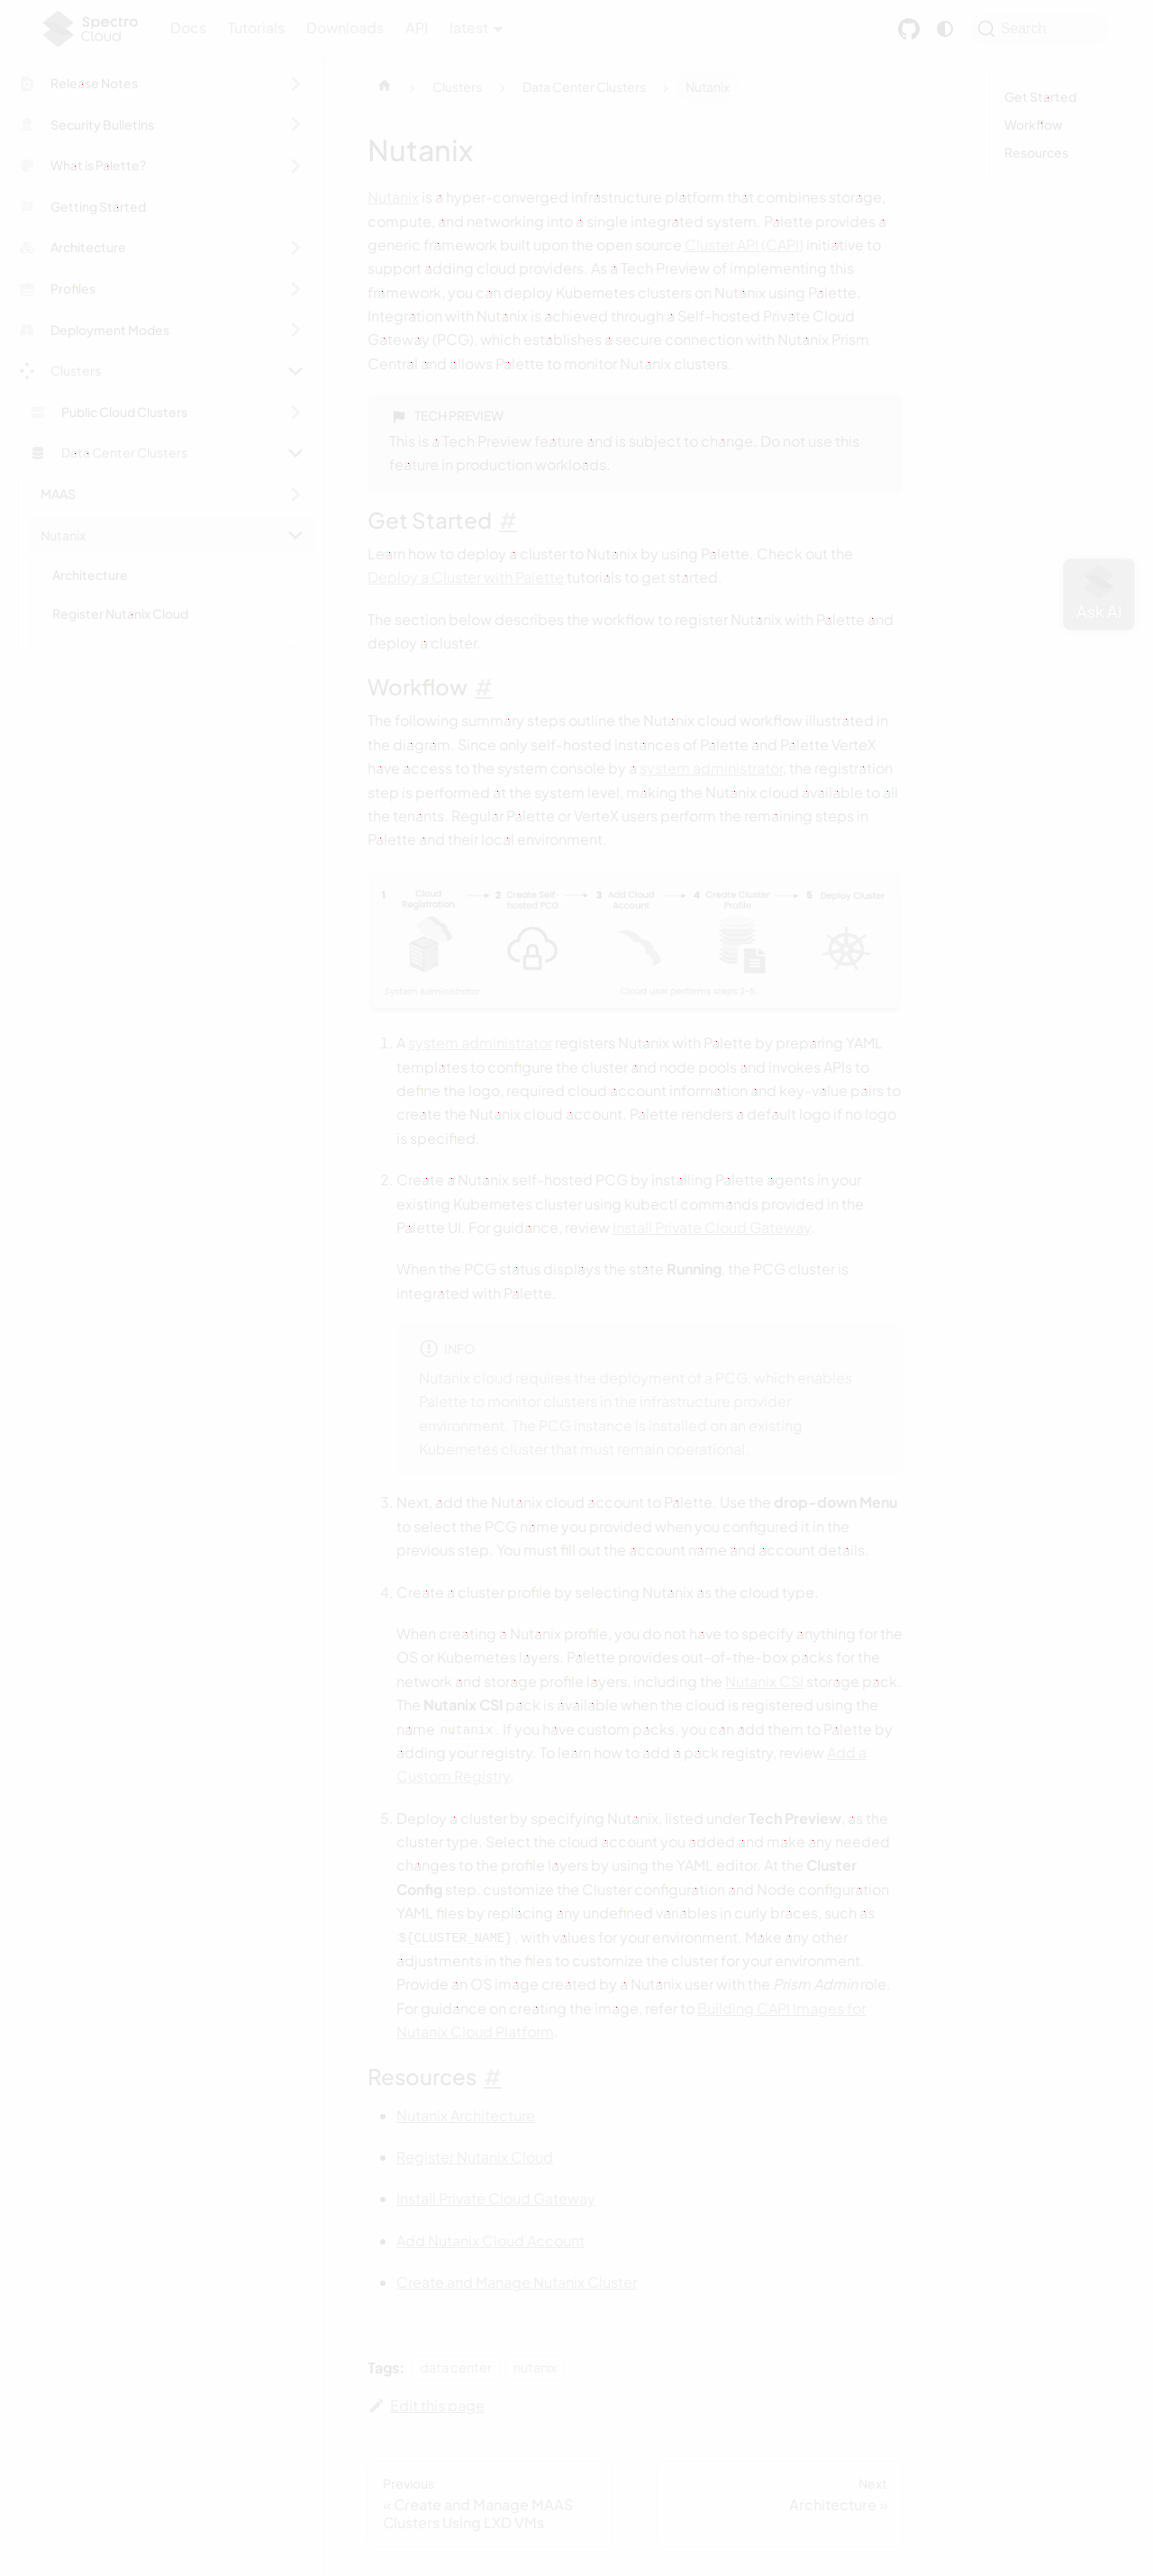 Spectro Cloud
Docs Tutorials Downloads API latest
Search
Release Notes
Security Bulletins
What is Palette?
Getting Started
Architecture
Profiles
Deployment Modes
Clusters
Public Cloud Clusters
Data Center Clusters
MAAS
Nutanix
Architecture
Register Nutanix Cloud
Clusters > Data Center Clusters > Nutanix
Nutanix
Nutanix is a hyper-converged infrastructure platform that combines storage,
compute, and networking into a single integrated system. Palette provides a
generic framework built upon the open source Cluster API (CAPI) initiative to
support adding cloud providers. As a Tech Preview of implementing this
framework, you can deploy Kubernetes clusters on Nutanix using Palette.
Integration with Nutanix is achieved through a Self-hosted Private Cloud
Gateway (PCG), which establishes a secure connection with Nutanix Prism
Central and allows Palette to monitor Nutanix clusters.
TECH PREVIEW
This is a Tech Preview feature and is subject to change. Do not use this
feature in production workloads.
Get Started #
Learn how to deploy a cluster to Nutanix by using Palette. Check out the
Deploy a Cluster with Palette tutorials to get started.
The section below describes the workflow to register Nutanix with Palette and
deploy a cluster.
Workflow #
The following summary steps outline the Nutanix cloud workflow illustrated in
the diagram. Since only self-hosted instances of Palette and Palette VerteX
have access to the system console by a system administrator, the registration
step is performed at the system level, making the Nutanix cloud available to all
the tenants. Regular Palette or VerteX users perform the remaining steps in
Palette and their local environment.
1 Cloud Registration
2 Create Self-hosted PCG
3 Add Cloud Account
4 Create Cluster Profile
5 Deploy Cluster
System Administrator
Cloud user performs steps 2-5.
1. A system administrator registers Nutanix with Palette by preparing YAML
templates to configure the cluster and node pools and invokes APIs to
define the logo, required cloud account information and key-value pairs to
create the Nutanix cloud account. Palette renders a default logo if no logo
is specified.
2. Create a Nutanix self-hosted PCG by installing Palette agents in your
existing Kubernetes cluster using kubectl commands provided in the
Palette UI. For guidance, review Install Private Cloud Gateway.
When the PCG status displays the state Running, the PCG cluster is
integrated with Palette.
INFO
Nutanix cloud requires the deployment of a PCG, which enables
Palette to monitor clusters in the infrastructure provider
environment. The PCG instance is installed on an existing
Kubernetes cluster that must remain operational.
3. Next, add the Nutanix cloud account to Palette. Use the drop-down Menu
to select the PCG name you provided when you configured it in the
previous step. You must fill out the account name and account details.
4. Create a cluster profile by selecting Nutanix as the cloud type.
When creating a Nutanix profile, you do not have to specify anything for the
OS or Kubernetes layers. Palette provides out-of-the-box packs for the
network and storage profile layers, including the Nutanix CSI storage pack.
The Nutanix CSI pack is available when the cloud is registered using the
name nutanix. If you have custom packs, you can add them to Palette by
adding your registry. To learn how to add a pack registry, review Add a
Custom Registry.
5. Deploy a cluster by specifying Nutanix, listed under Tech Preview, as the
cluster type. Select the cloud account you added and make any needed
changes to the profile layers by using the YAML editor. At the Cluster
Config step, customize the Cluster configuration and Node configuration
YAML files by replacing any undefined variables in curly braces, such as
${CLUSTER_NAME}, with values for your environment. Make any other
adjustments in the files to customize the cluster for your environment.
Provide an OS image created by a Nutanix user with the Prism Admin role.
For guidance on creating the image, refer to Building CAPI Images for
Nutanix Cloud Platform.
Resources #
Nutanix Architecture
Register Nutanix Cloud
Install Private Cloud Gateway
Add Nutanix Cloud Account
Create and Manage Nutanix Cluster
Tags: data center nutanix
Edit this page
Previous
« Create and Manage MAAS
Clusters Using LXD VMs
Next
Architecture »
Get Started
Workflow
Resources
Ask AI